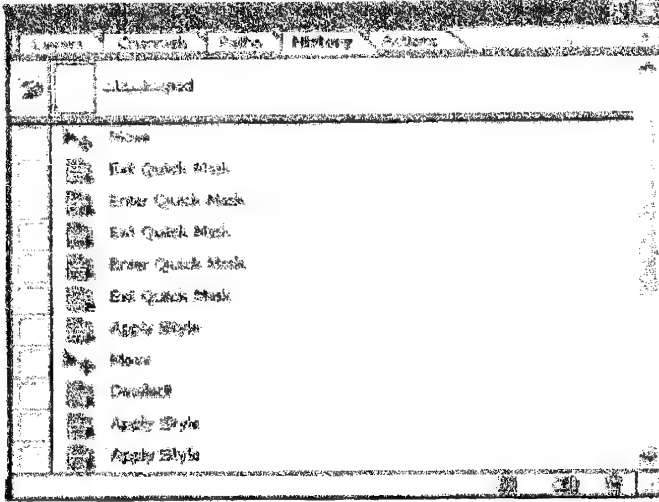 Layers Channels Paths History Actions
Move
Exit Quick Mask
Enter Quick Mask
Exit Quick Mask
Enter Quick Mask
Exit Quick Mask
Apply Style
Move
Deselect
Apply Style
Apply Style